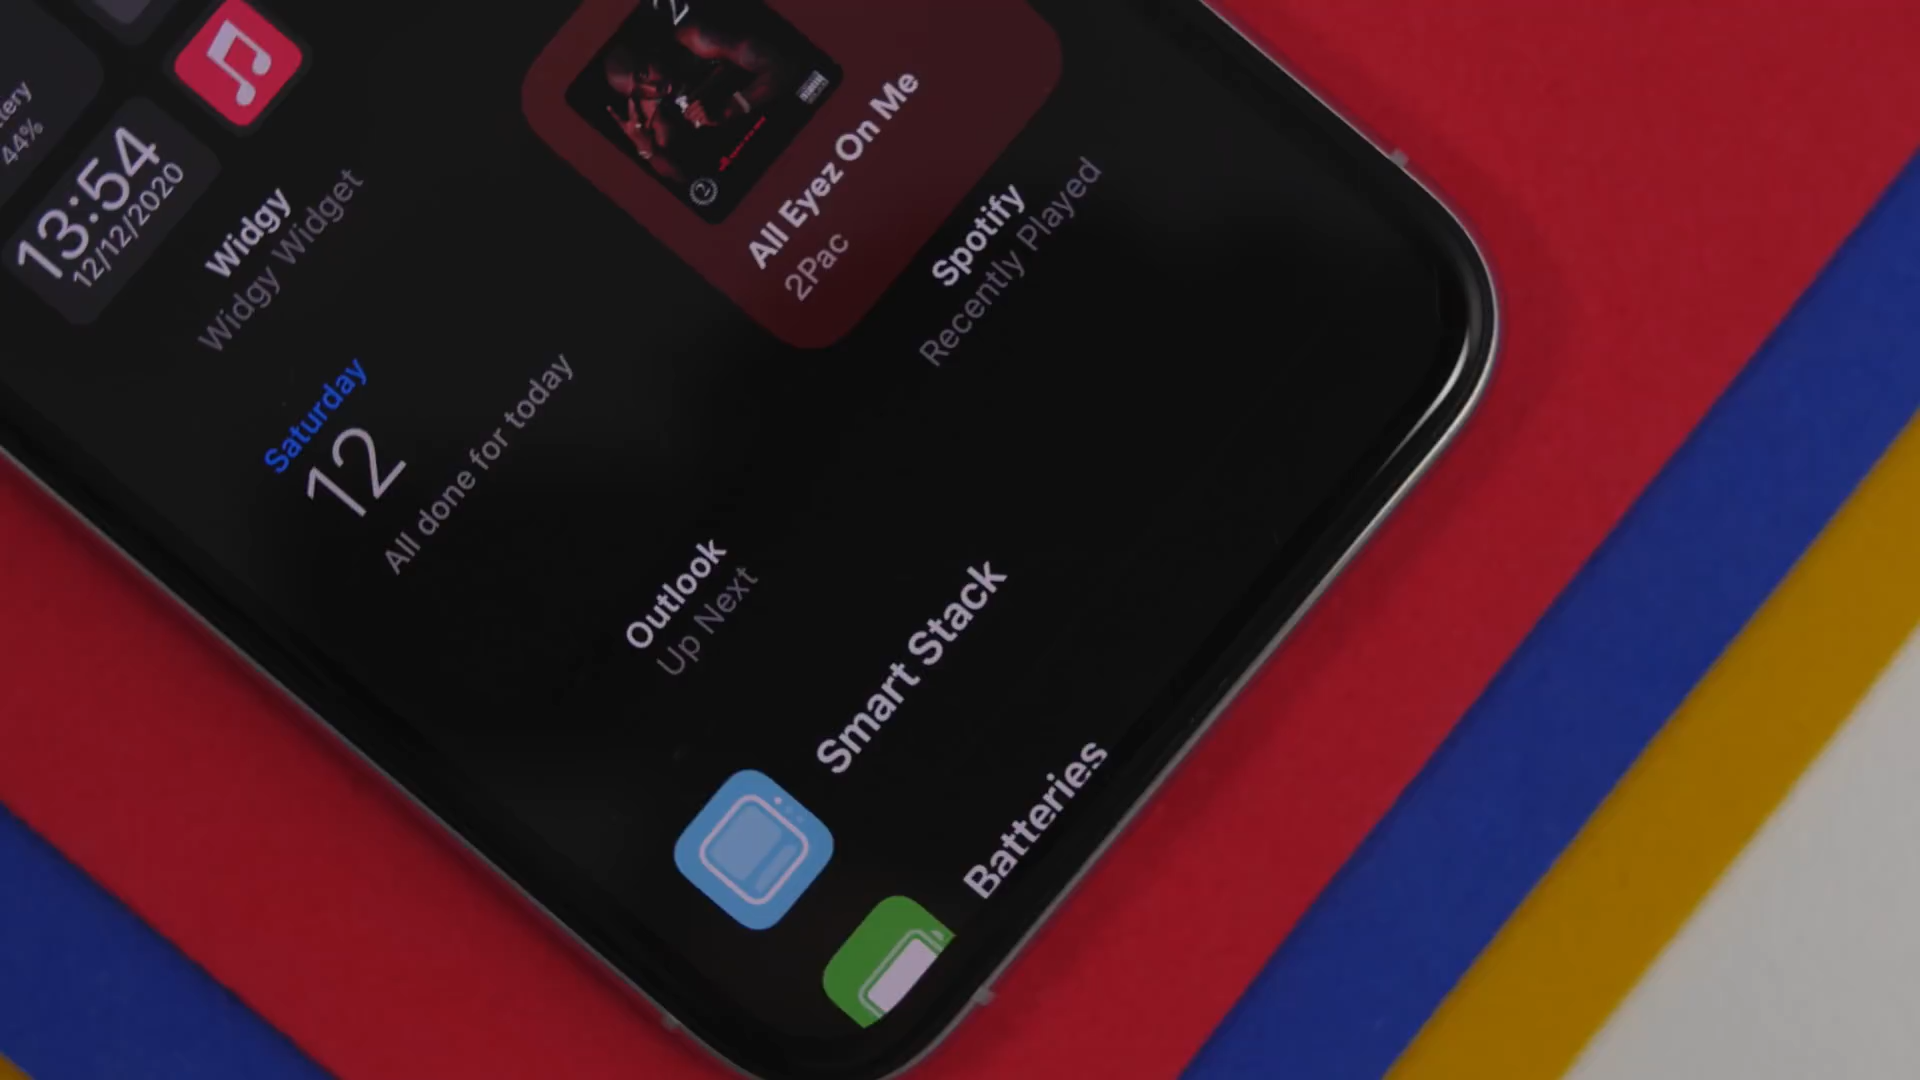 44%
13:54
12/12/2020
Widgy
Widgy Widget
2
All Eyez On Me
2Pac
Spotify
Recently Played
Saturday
12
All done for today
Outlook
Up Next
Smart Stack
Batteries